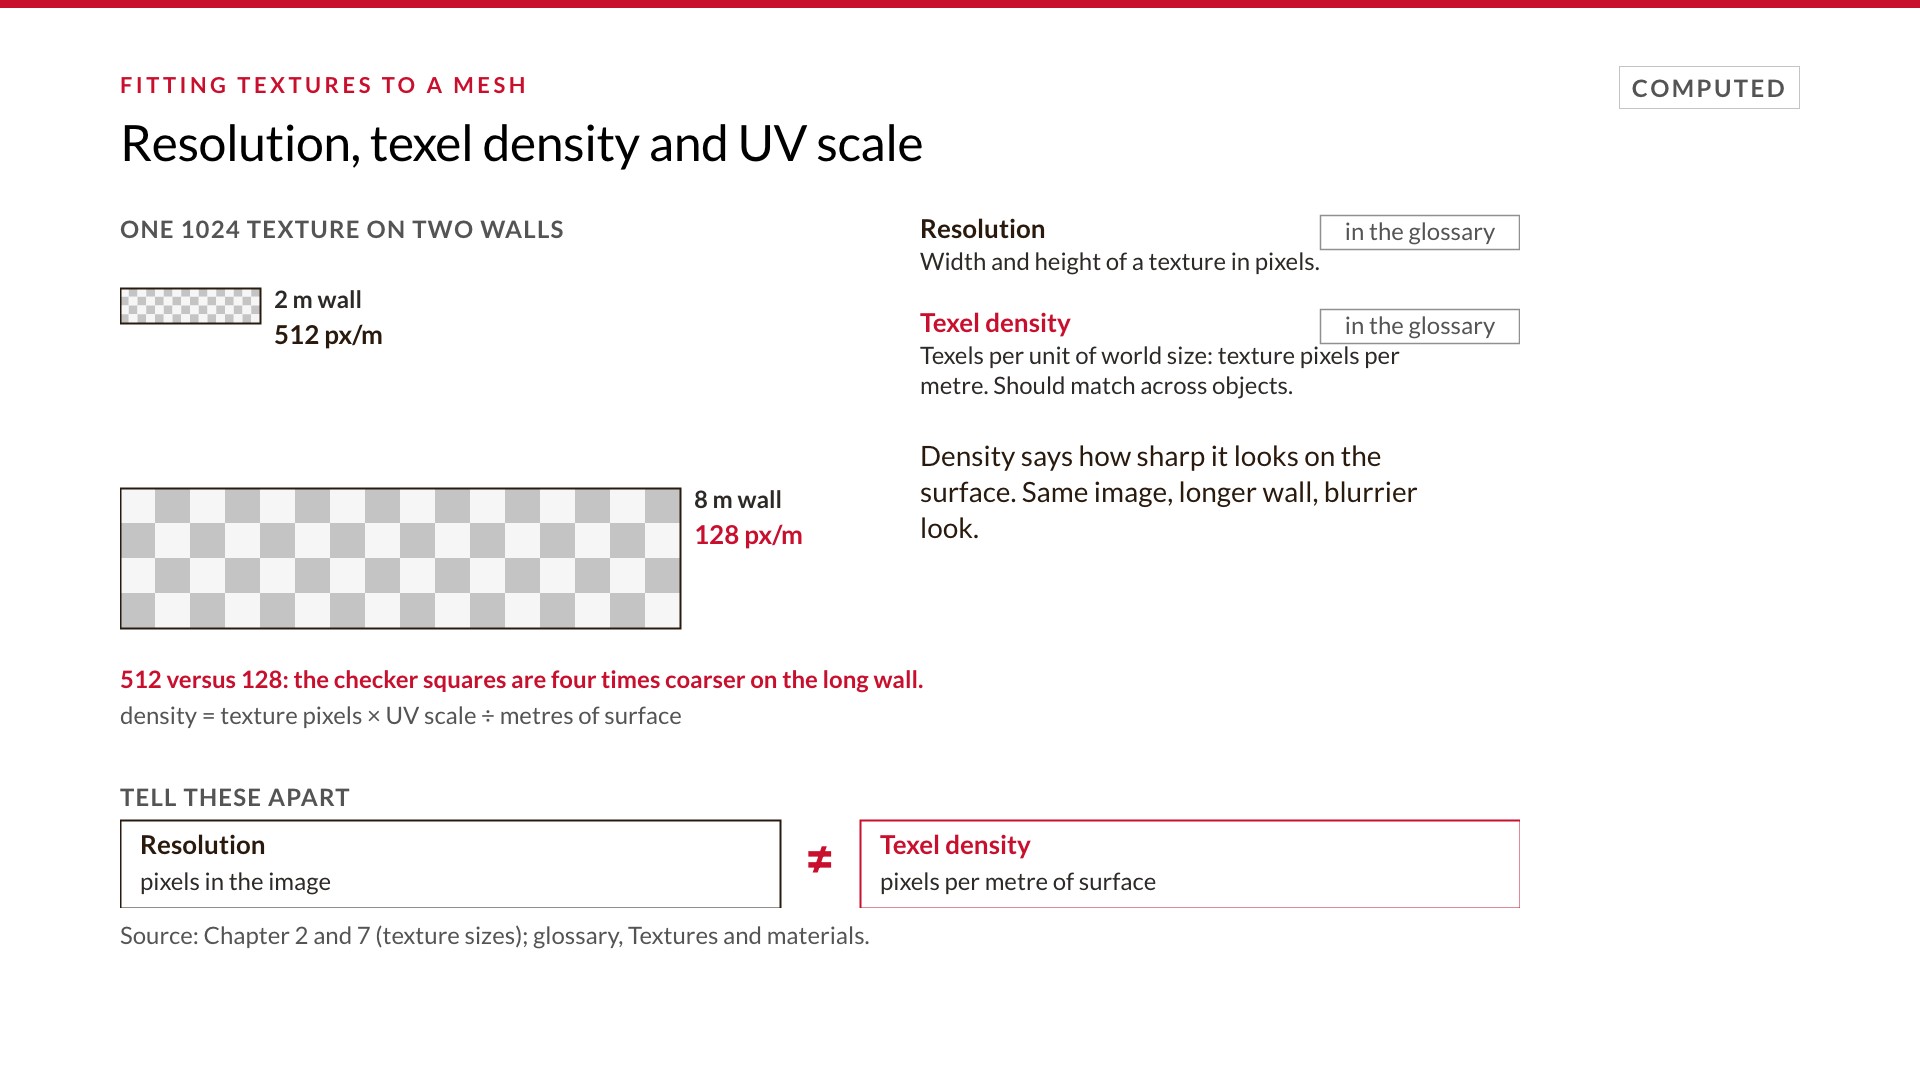 FITTING TEXTURES TO A MESH
COMPUTED
Resolution, texel density and UV scale
ONE 1024 TEXTURE ON TWO WALLS
2 m wall
512 px/m
8 m wall
128 px/m
512 versus 128: the checker squares are four times coarser on the long wall.
density = texture pixels × UV scale ÷ metres of surface
Resolution
in the glossary
Width and height of a texture in pixels.
Texel density
in the glossary
Texels per unit of world size: texture pixels per
metre. Should match across objects.
Density says how sharp it looks on the
surface. Same image, longer wall, blurrier
look.
TELL THESE APART
Resolution
pixels in the image
≠
Texel density
pixels per metre of surface
Source: Chapter 2 and 7 (texture sizes); glossary, Textures and materials.